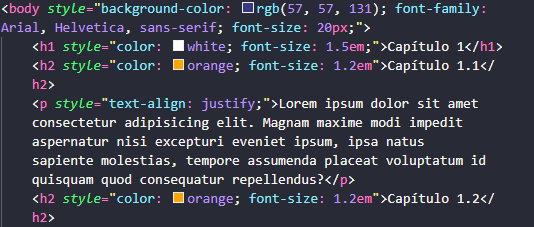 <body style="background-color: rgb(57, 57, 131); font-family:
Arial, Helvetica, sans-serif; font-size: 20px;">
<h1 style="color: white; font-size: 1.5em;">Capítulo 1</h1>
<h2 style="color: orange; font-size: 1.2em">Capítulo 1.1</
h2>
<p style="text-align: justify;">Lorem ipsum dolor sit amet
consectetur adipisicing elit. Magnam maxime modi impedit
aspernatur nisi excepturi eveniet ipsum, ipsa natus
sapiente molestias, tempore assumenda placeat voluptatum id
quisquam quod consequatur repellendus?</p>
<h2 style="color: orange; font-size: 1.2em">Capítulo 1.2</
h2>